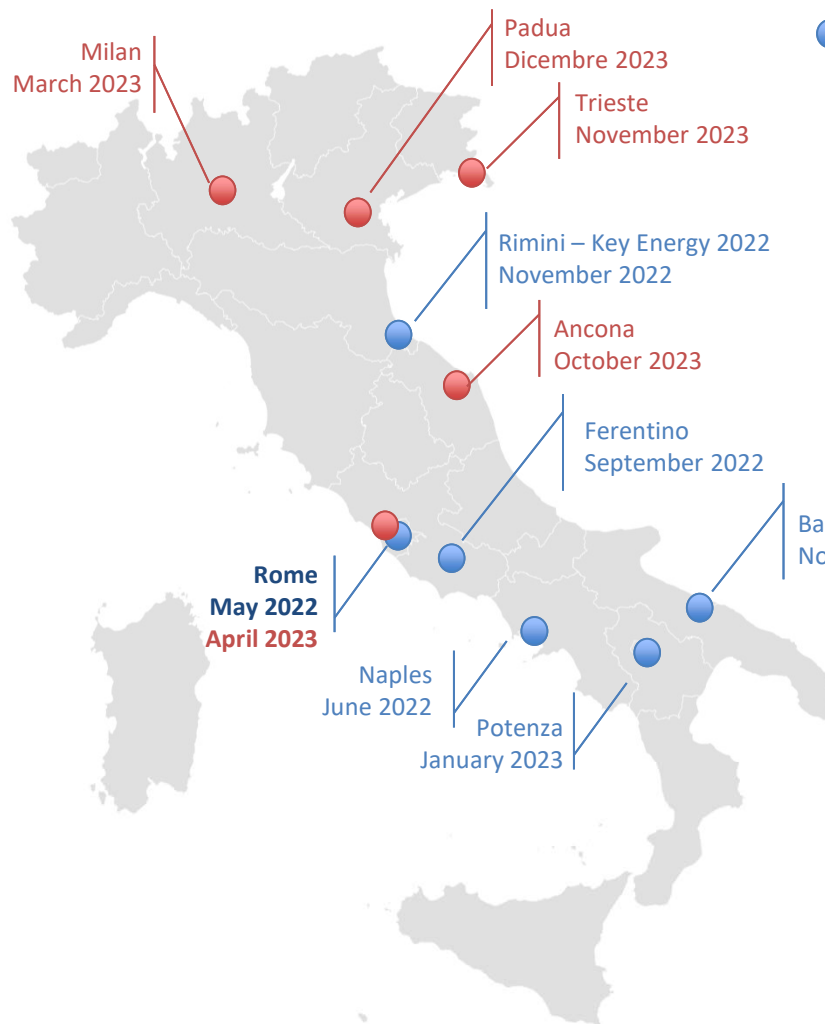 Padua
Dicembre 2023
Milan
March 2023
Trieste
November 2023
Rimini – Key Energy 2022
November 2022
Ancona
October 2023
Ferentino
September 2022
Rome
May 2022
April 2023
Naples
June 2022
Potenza
January 2023